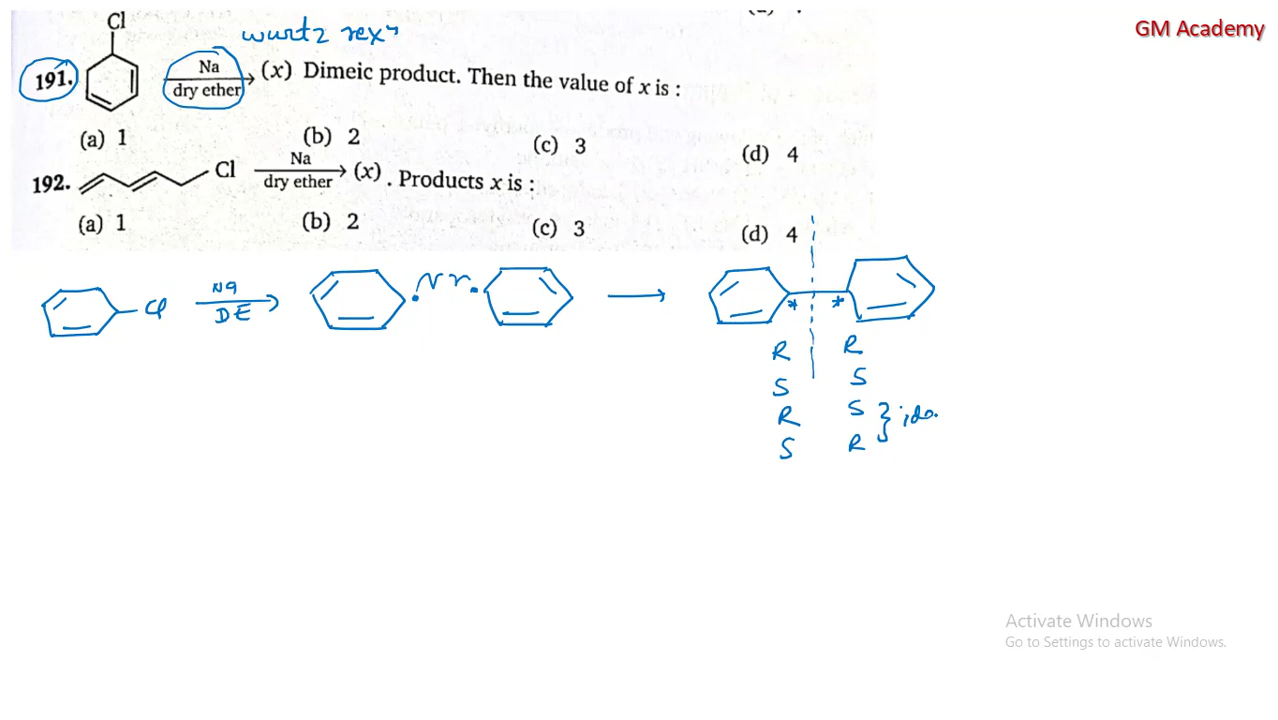 Cl
wurtz rexn
GM Academy
191. Na dry ether (x) Dimeic product. Then the value of x is :
(a) 1 (b) 2 (c) 3 (d) 4
192. Cl Na dry ether (x) . Products x is :
(a) 1 (b) 2 (c) 3 (d) 4
Cl Na DE
* *
R R
S S
R S
S R
} ide.
Activate Windows
Go to Settings to activate Windows.